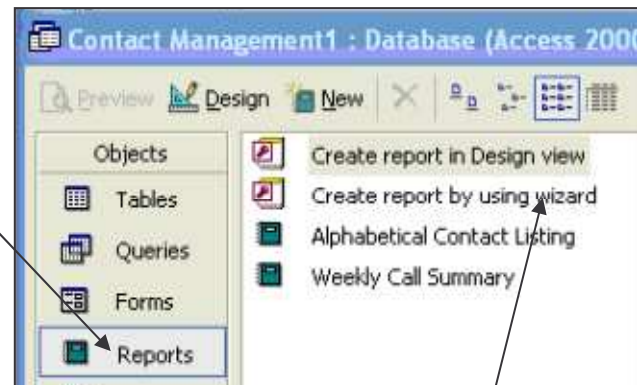 Contact Management1 : Database (Access 2000
Preview Design New
Objects
Tables
Queries
Forms
Reports
Create report in Design view
Create report by using wizard
Alphabetical Contact Listing
Weekly Call Summary